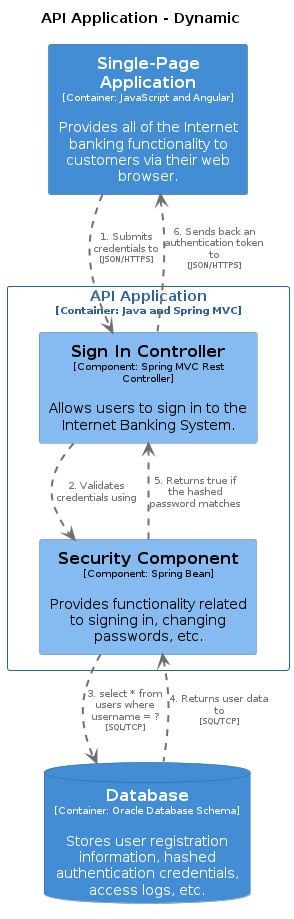 API Application - Dynamic
Single-Page
Application
[Container: JavaScript and Angular]
Provides all of the Internet
banking functionality to
customers via their web
browser.
1. Submits
credentials to
[JSON/HTTPS]
6. Sends back an
authentication token
to
[JSON/HTTPS]
API Application
[Container: Java and Spring MVC]
Sign In Controller
[Component: Spring MVC Rest
Controller]
Allows users to sign in to the
Internet Banking System.
2. Validates
credentials using
5. Returns true if
the hashed
password matches
Security Component
[Component: Spring Bean]
Provides functionality related
to signing in, changing
passwords, etc.
3. select * from
users where
username = ?
[SQL/TCP]
4. Returns user data
to
[SQL/TCP]
Database
[Container: Oracle Database Schema]
Stores user registration
information, hashed
authentication credentials,
access logs, etc.